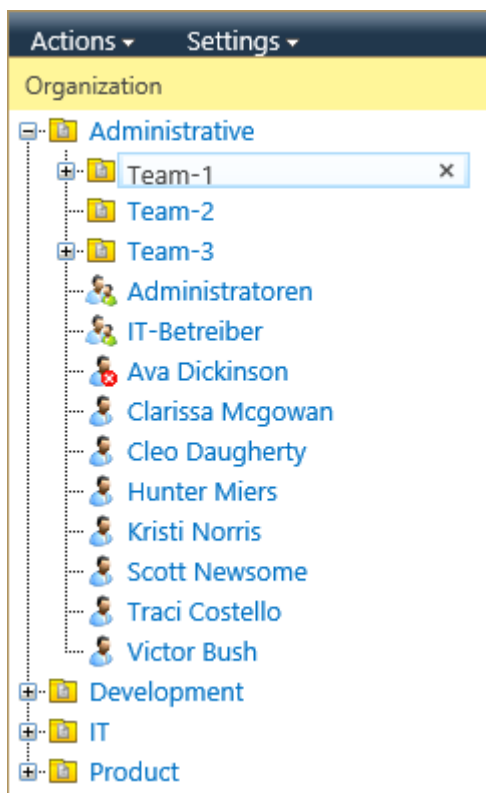 Actions Settings
Organization
Administrative
Team-1
Team-2
Team-3
Administratoren
IT-Betreiber
Ava Dickinson
Clarissa Mcgowan
Cleo Daugherty
Hunter Miers
Kristi Norris
Scott Newsome
Traci Costello
Victor Bush
Development
IT
Product